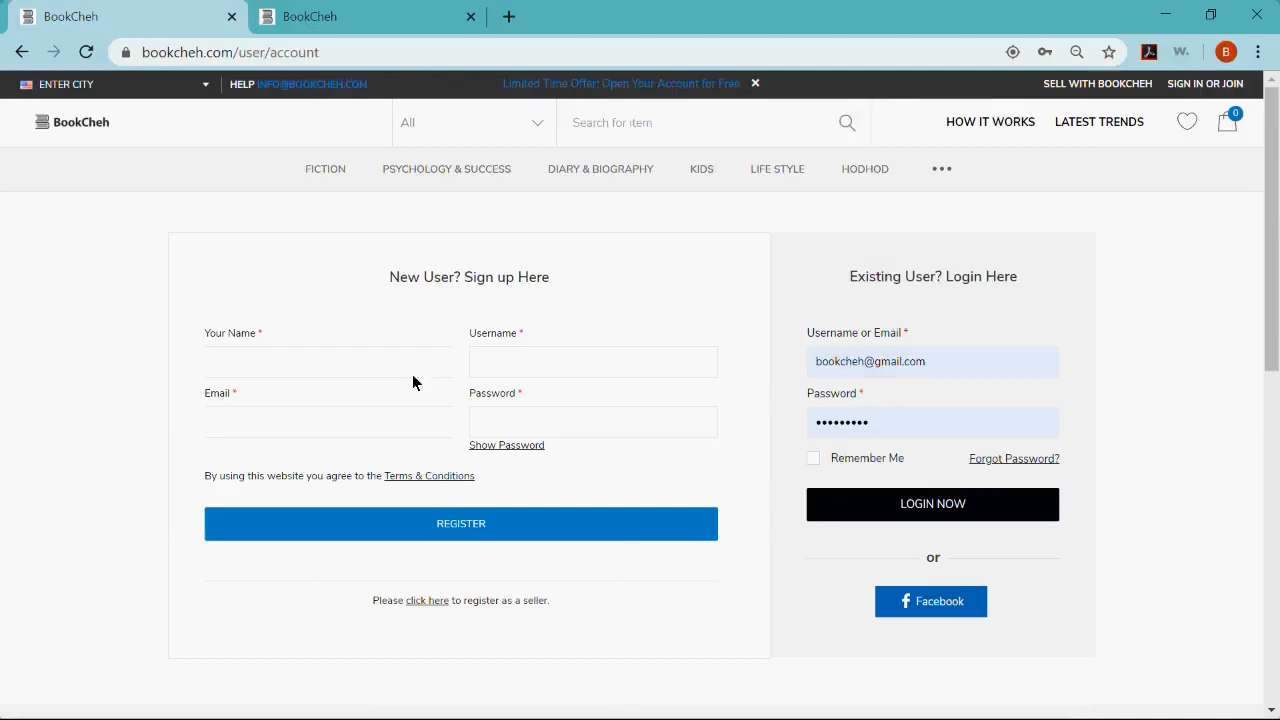 BookCheh
BookCheh
bookcheh.com/user/account
W.
B
ENTER CITY
HELP INFO@BOOKCHEH.COM
Limited Time Offer: Open Your Account for Free
SELL WITH BOOKCHEH
SIGN IN OR JOIN
BookCheh
All
Search for item
HOW IT WORKS
LATEST TRENDS
0
FICTION
PSYCHOLOGY & SUCCESS
DIARY & BIOGRAPHY
KIDS
LIFE STYLE
HODHOD
New User? Sign up Here
Your Name *
Username *
Email *
Password *
Show Password
By using this website you agree to the Terms & Conditions
REGISTER
Please click here to register as a seller.
Existing User? Login Here
Username or Email *
bookcheh@gmail.com
Password *
•••••••••
Remember Me
Forgot Password?
LOGIN NOW
or
Facebook